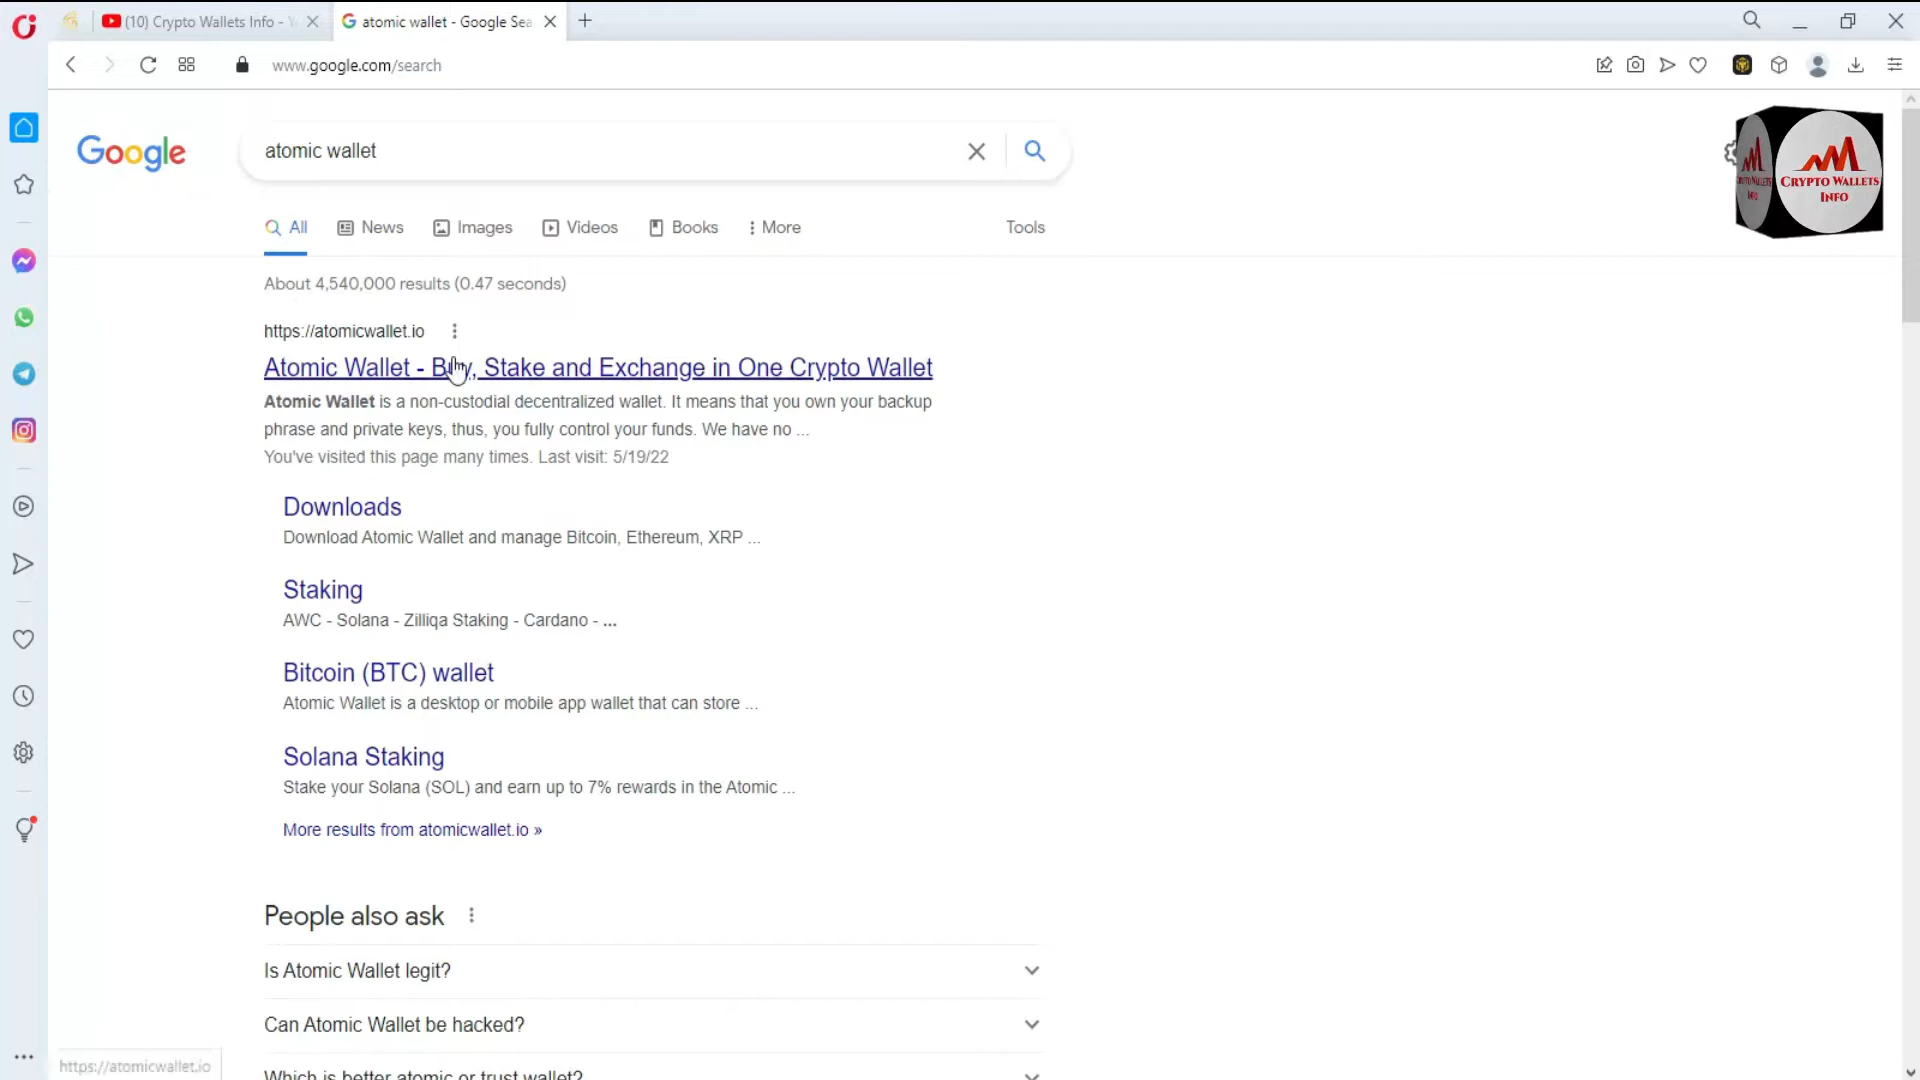 (10) Crypto Wallets Info -
atomic wallet - Google Sea
www.google.com/search
Google
atomic wallet
CRYPTO WALLETS
INFO
All
News
Images
Videos
Books
More
Tools
About 4,540,000 results (0.47 seconds)
https://atomicwallet.io
Atomic Wallet - Buy, Stake and Exchange in One Crypto Wallet
Atomic Wallet is a non-custodial decentralized wallet. It means that you own your backup
phrase and private keys, thus, you fully control your funds. We have no ...
You've visited this page many times. Last visit: 5/19/22
Downloads
Download Atomic Wallet and manage Bitcoin, Ethereum, XRP ...
Staking
AWC - Solana - Zilliqa Staking - Cardano - ...
Bitcoin (BTC) wallet
Atomic Wallet is a desktop or mobile app wallet that can store ...
Solana Staking
Stake your Solana (SOL) and earn up to 7% rewards in the Atomic ...
More results from atomicwallet.io »
People also ask
Is Atomic Wallet legit?
Can Atomic Wallet be hacked?
Which is better atomic or trust wallet?
https://atomicwallet.io